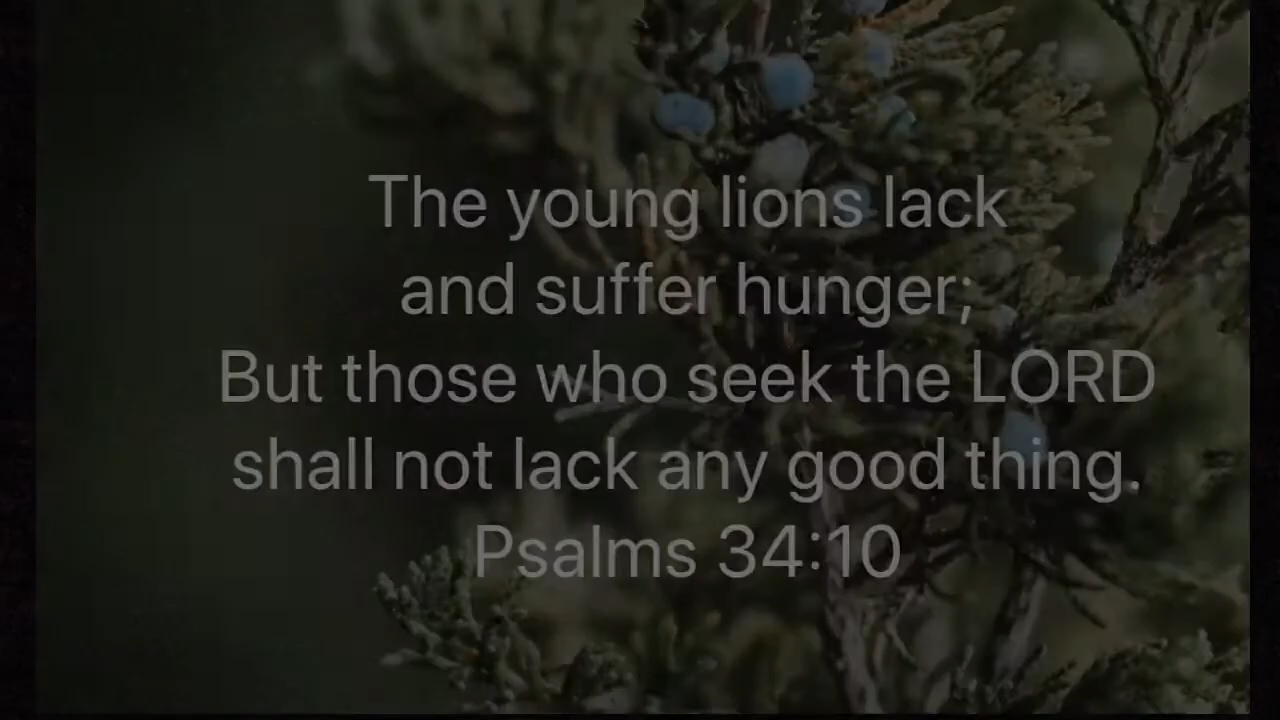 The young lions lack
and suffer hunger;
But those who seek the LORD
shall not lack any good thing.
Psalms 34:10